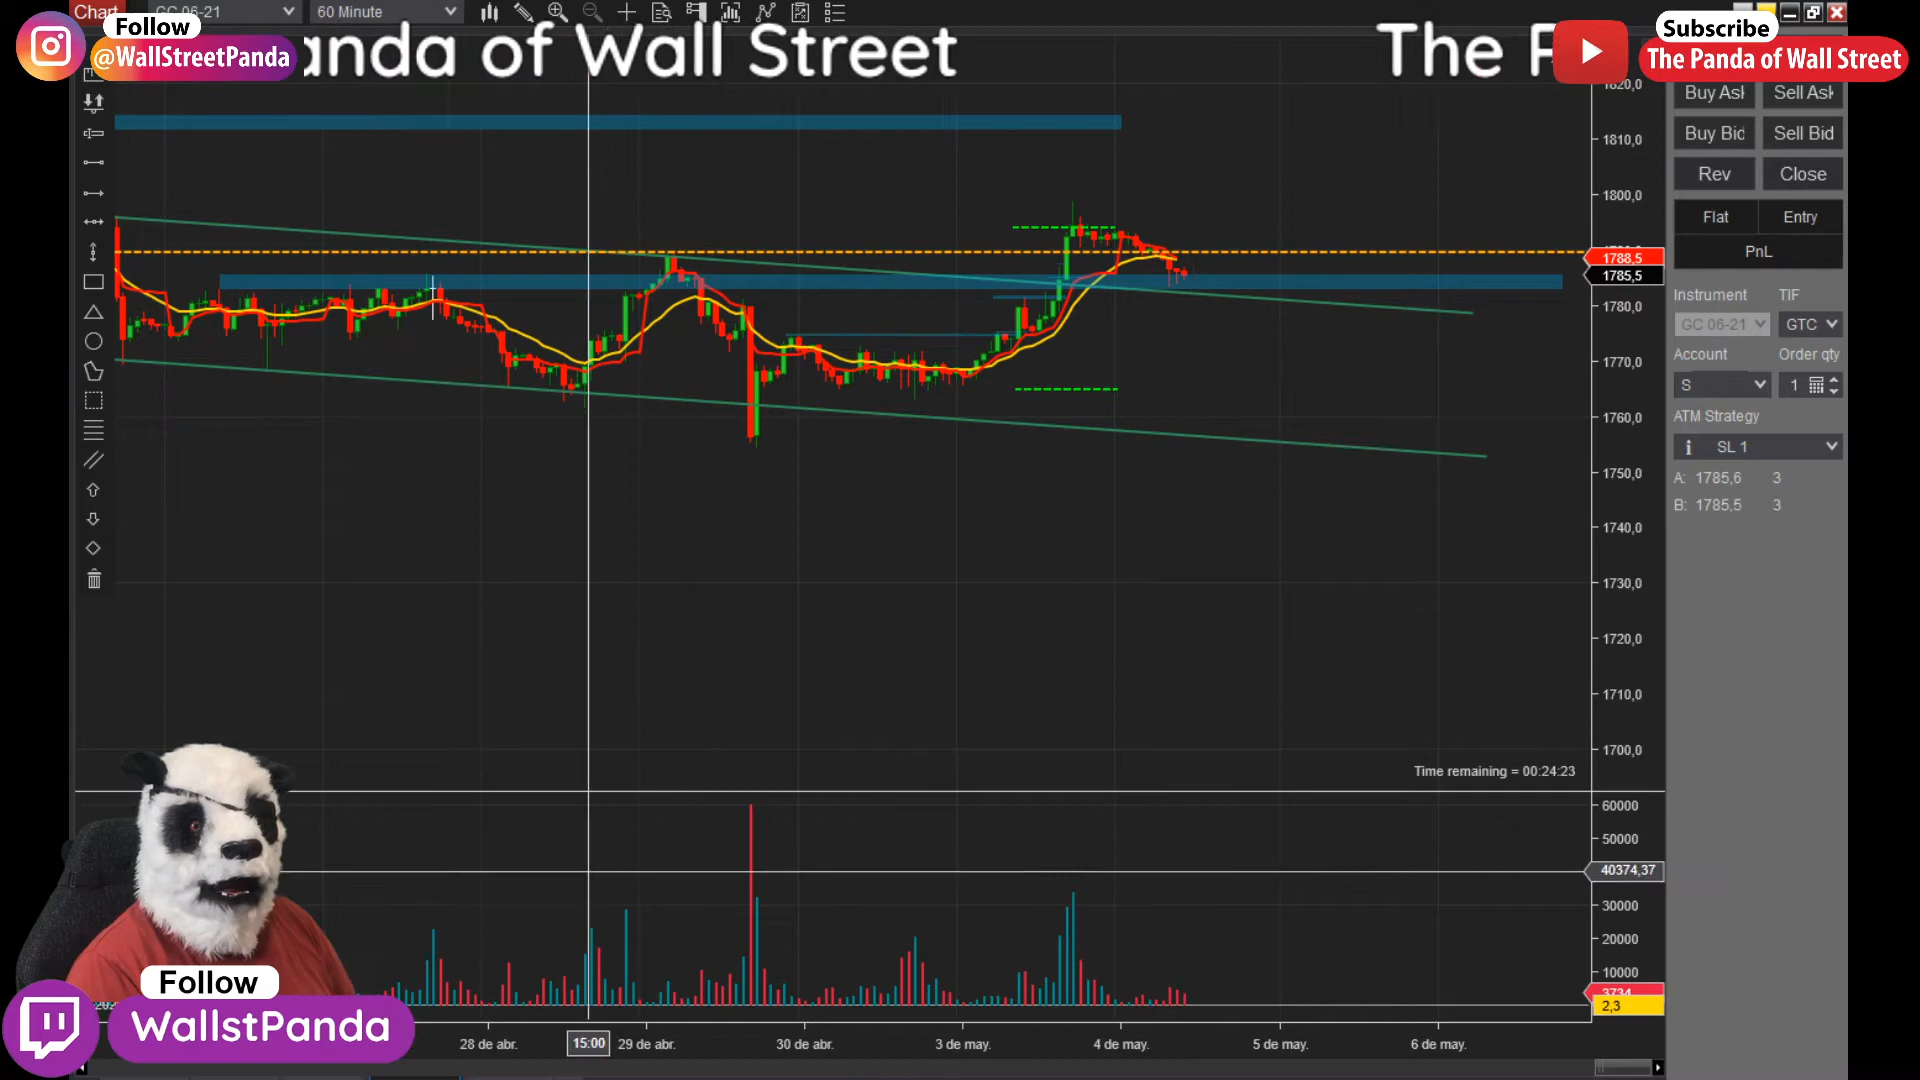 Chart
GC 06-21
60 Minute
Follow
@WallStreetPanda
anda of Wall Street
The P
Subscribe
The Panda of Wall Street
1820,0
1810,0
1800,0
1788,5
1785,5
1780,0
1770,0
1760,0
1750,0
1740,0
1730,0
1720,0
1710,0
1700,0
Buy Ask
Sell Ask
Buy Bid
Sell Bid
Rev
Close
Flat
Entry
PnL
Instrument
TIF
GC 06-21
GTC
Account
Order qty
S
1
ATM Strategy
SL 1
A: 1785,6 3
B: 1785,5 3
Time remaining = 00:24:23
60000
50000
40374,37
30000
20000
10000
3734
2,3
Follow
WallstPanda
28 de abr.
15:00
29 de abr.
30 de abr.
3 de may.
4 de may.
5 de may.
6 de may.